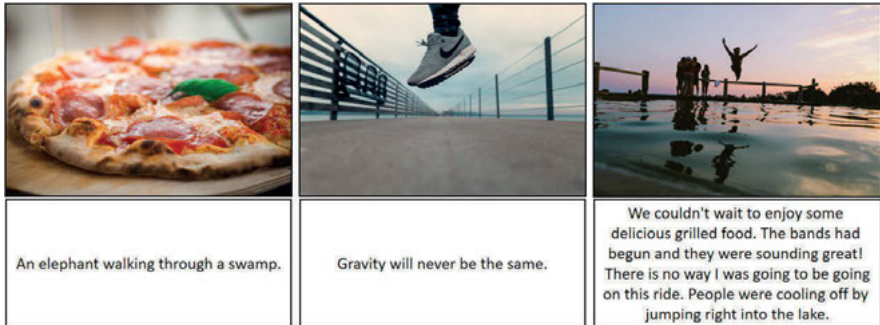 An elephant walking through a swamp.
Gravity will never be the same.
We couldn't wait to enjoy some
delicious grilled food. The bands had
begun and they were sounding great!
There is no way I was going to be going
on this ride. People were cooling off by
jumping right into the lake.